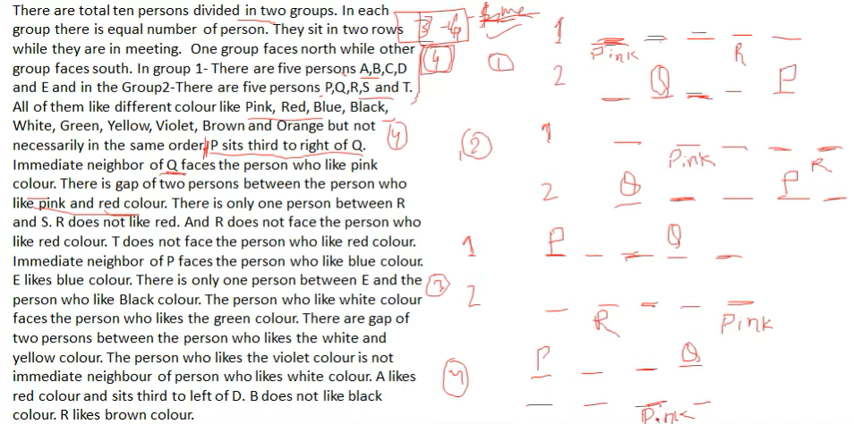 There are total ten persons divided in two groups. In each
group there is equal number of person. They sit in two rows
while they are in meeting. One group faces north while other
group faces south. In group 1- There are five persons A,B,C,D
and E and in the Group2-There are five persons P,Q,R,S and T.
All of them like different colour like Pink, Red, Blue, Black,
White, Green, Yellow, Violet, Brown and Orange but not
necessarily in the same order. P sits third to right of Q.
Immediate neighbor of Q faces the person who like pink
colour. There is gap of two persons between the person who
like pink and red colour. There is only one person between R
and S. R does not like red. And R does not face the person who
like red colour. T does not face the person who like red colour.
Immediate neighbor of P faces the person who like blue colour.
E likes blue colour. There is only one person between E and the
person who like Black colour. The person who like white colour
faces the person who likes the green colour. There are gap of
two persons between the person who likes the white and
yellow colour. The person who likes the violet colour is not
immediate neighbour of person who likes white colour. A likes
red colour and sits third to left of D. B does not like black
colour. R likes brown colour.
4
4
1
1
Pink R
2
Q P
2
1
Pink R
2
Q P
3
1
P Q
2
R Pink
4
P Q
Pink